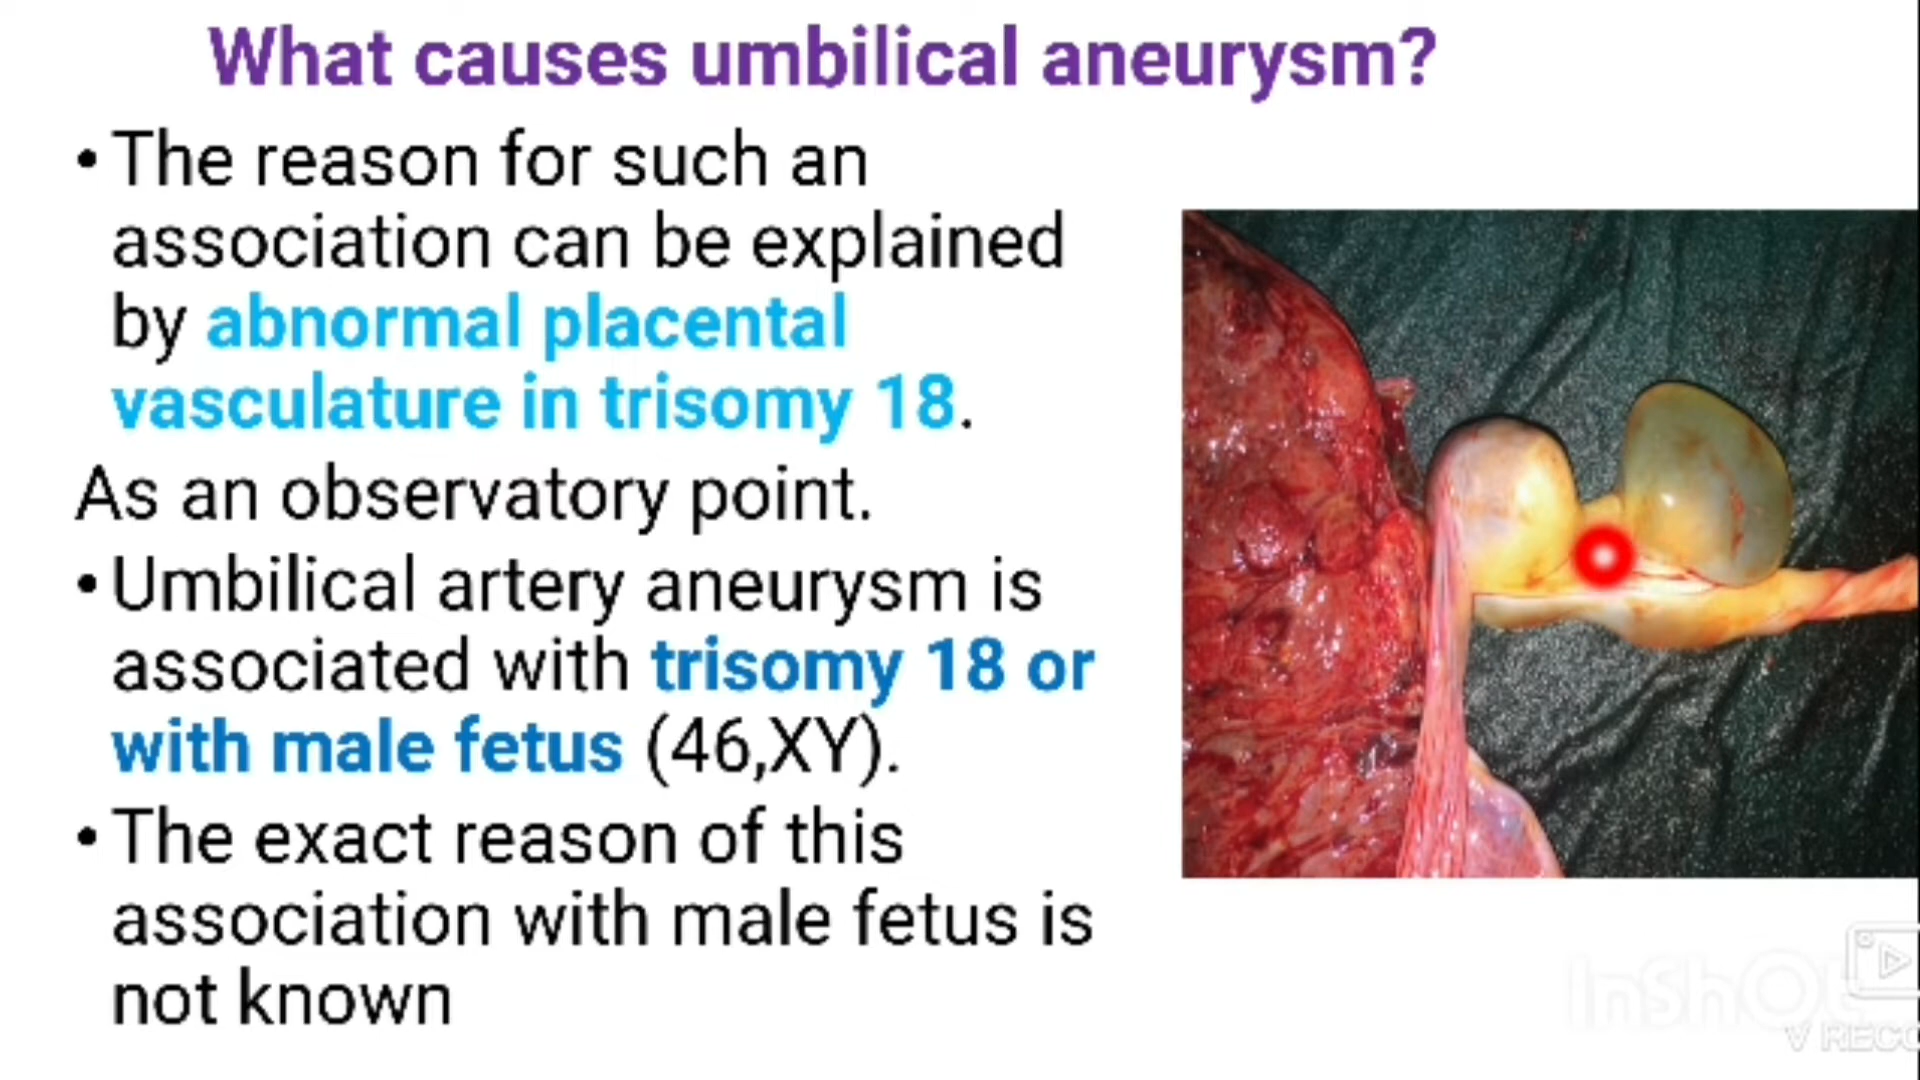 What causes umbilical aneurysm?
• The reason for such an
association can be explained
by abnormal placental
vasculature in trisomy 18.
As an observatory point.
• Umbilical artery aneurysm is
associated with trisomy 18 or
with male fetus (46,XY).
• The exact reason of this
association with male fetus is
not known
InShOt
V RECO